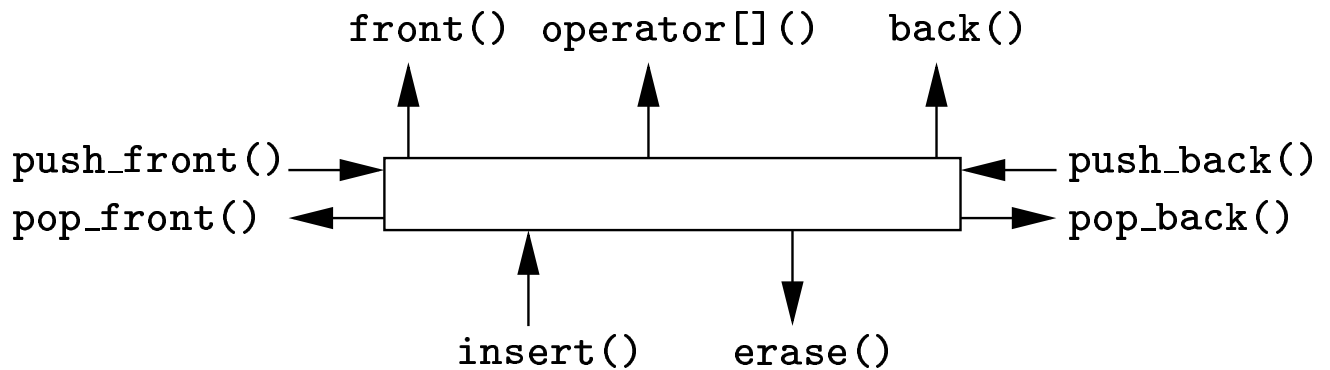 front() operator[]() back()
push_front() push_back()
pop_front() pop_back()
insert() erase()